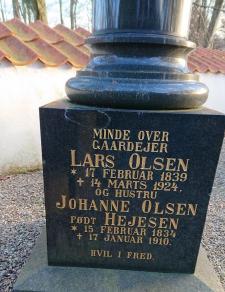 MINDE OVER
GAARDEJER
LARS OLSEN
* 17 FEBRUAR 1839
+ 14 MARTS 1924.
OG HUSTRU
JOHANNE OLSEN
FØDT HEJESEN
* 15 FEBRUAR 1834
+ 17 JANUAR 1910.
HVIL I FRED.